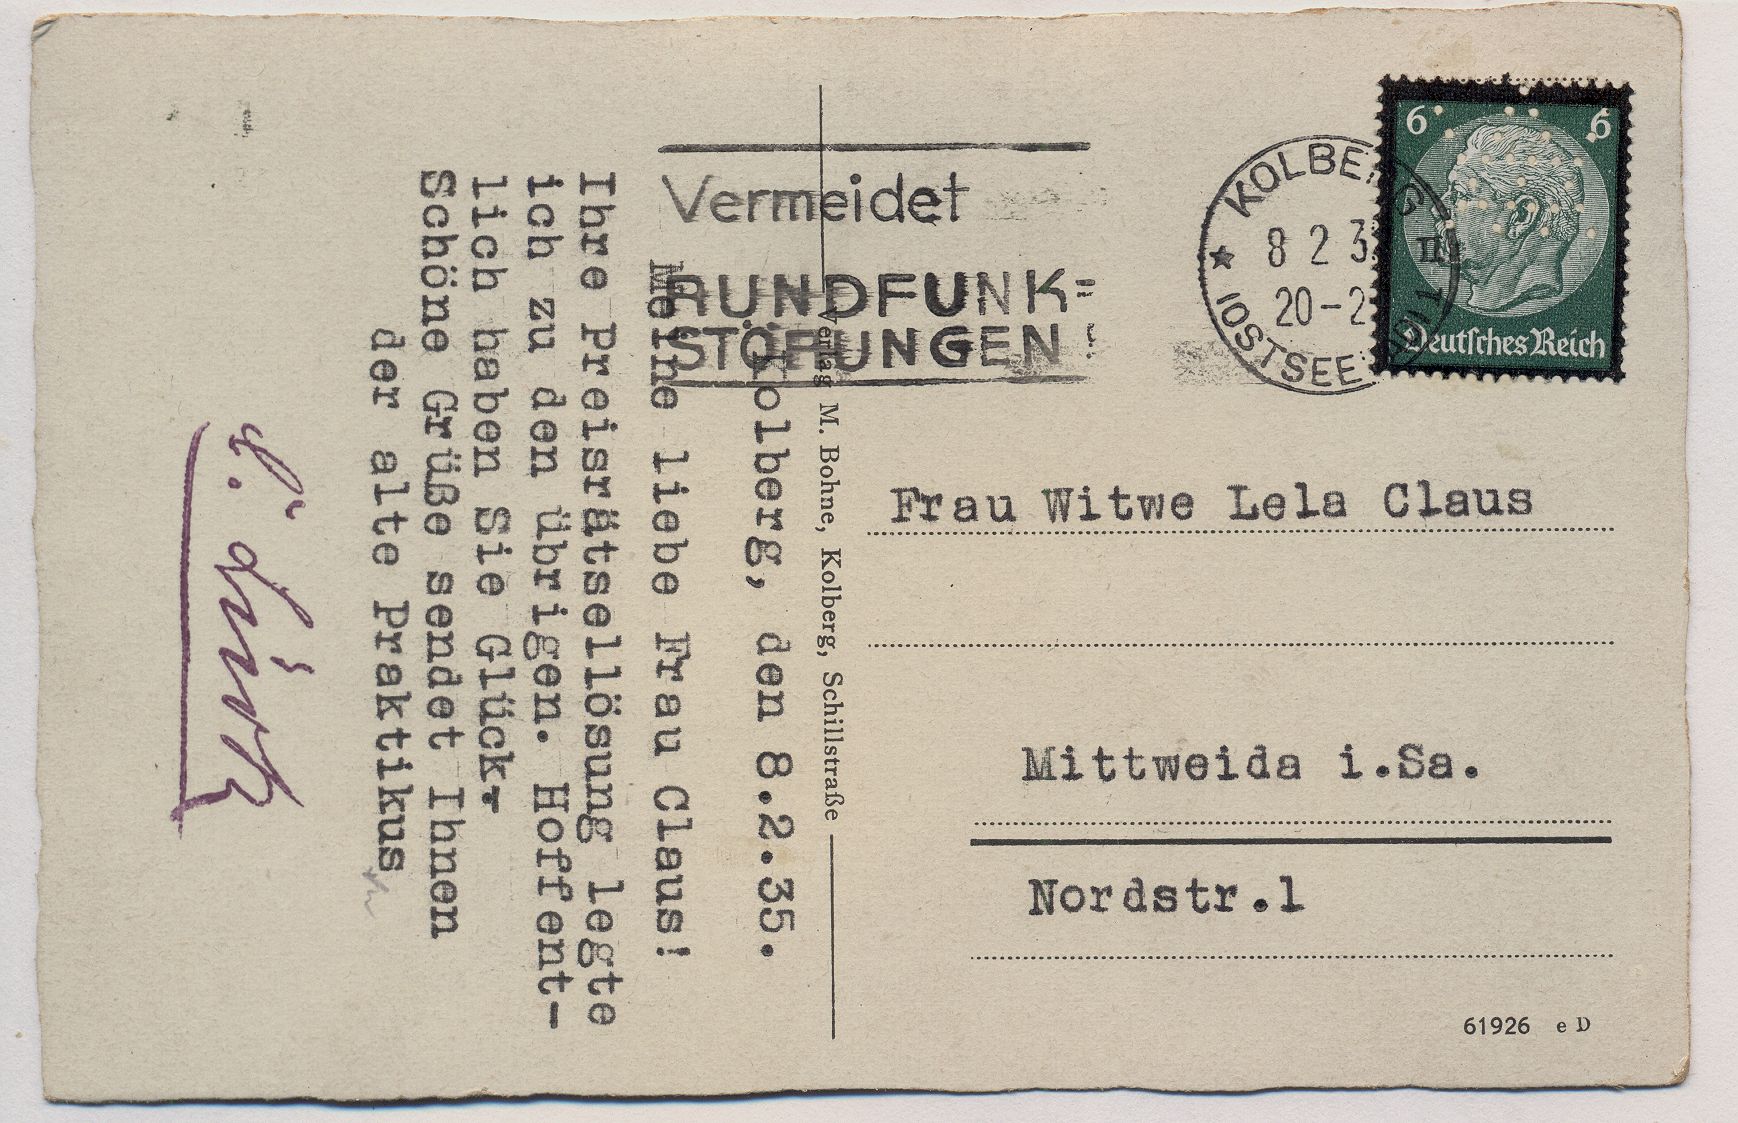 Kolberg, den 8.2.35.
Meine liebe Frau Claus!
Ihre Preisrätsellösung legte
ich zu den übrigen. Hoffent-
lich haben Sie Glück.
Schöne Grüße sendet Ihnen
der alte Praktikus
Verlag M. Bohne, Kolberg, Schillstraße
Vermeidet
RUNDFUNK=
STÖRUNGEN!
KOLBERG
8 2 3
20-2
(OSTSEEBAD)
6 6
Deutsches Reich
Frau Witwe Lela Claus
Mittweida i.Sa.
Nordstr.1
61926 e D